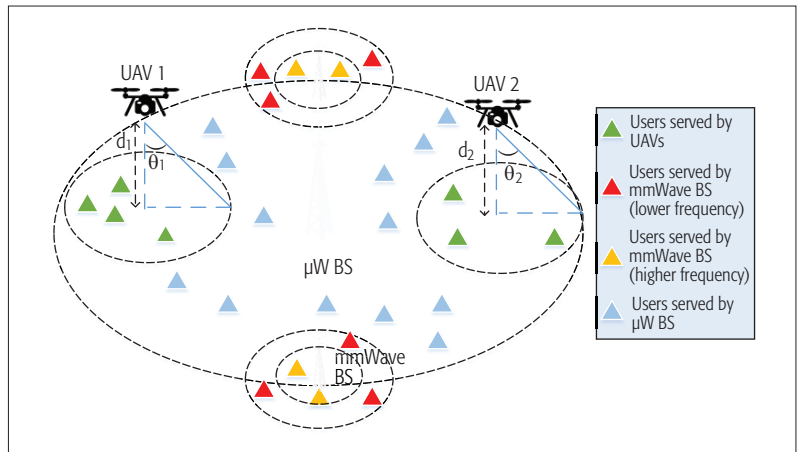 UAV 1
UAV 2
d1
θ1
d2
θ2
µW BS
mmWave
BS
Users served by
UAVs
Users served by
mmWave BS
(lower frequency)
Users served by
mmWave BS
(higher frequency)
Users served by
µW BS